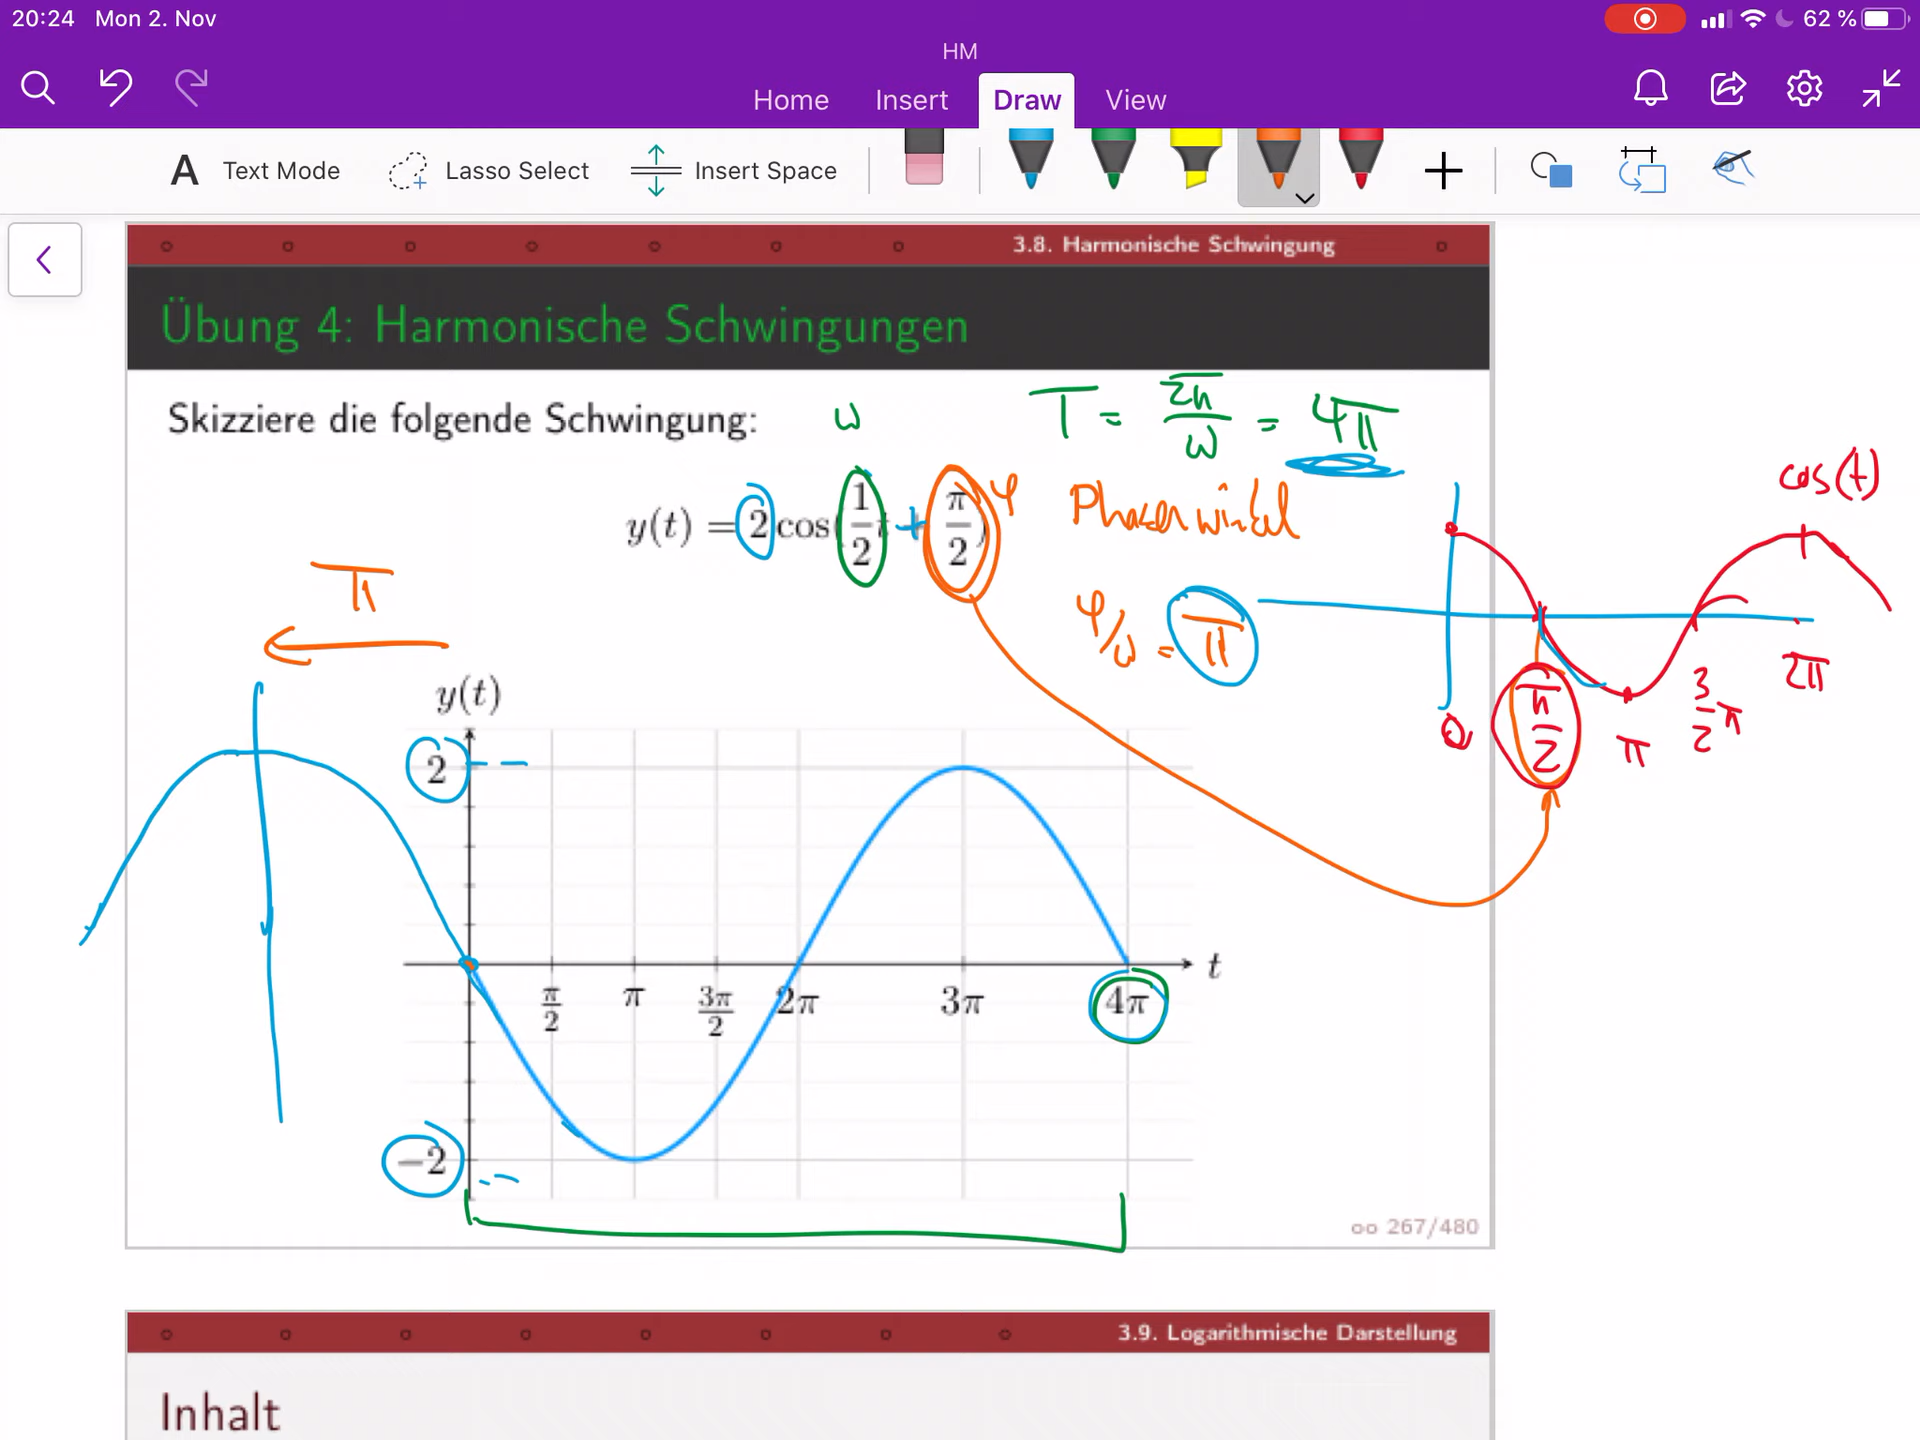 20:24 Mon 2. Nov 62 %
HM
Home Insert Draw View
A Text Mode Lasso Select Insert Space
3.8. Harmonische Schwingung
Übung 4: Harmonische Schwingungen
Skizziere die folgende Schwingung:
ω
T = 2π/ω = 4π
y(t) = 2 cos(1/2 t + π/2)
φ
Phasenwinkel
cos(t)
π
φ/ω = π
0 π/2 π 3/2 π 2π
y(t)
2
π/2 π 3π/2 2π 3π 4π t
−2
267/480
3.9. Logarithmische Darstellung
Inhalt